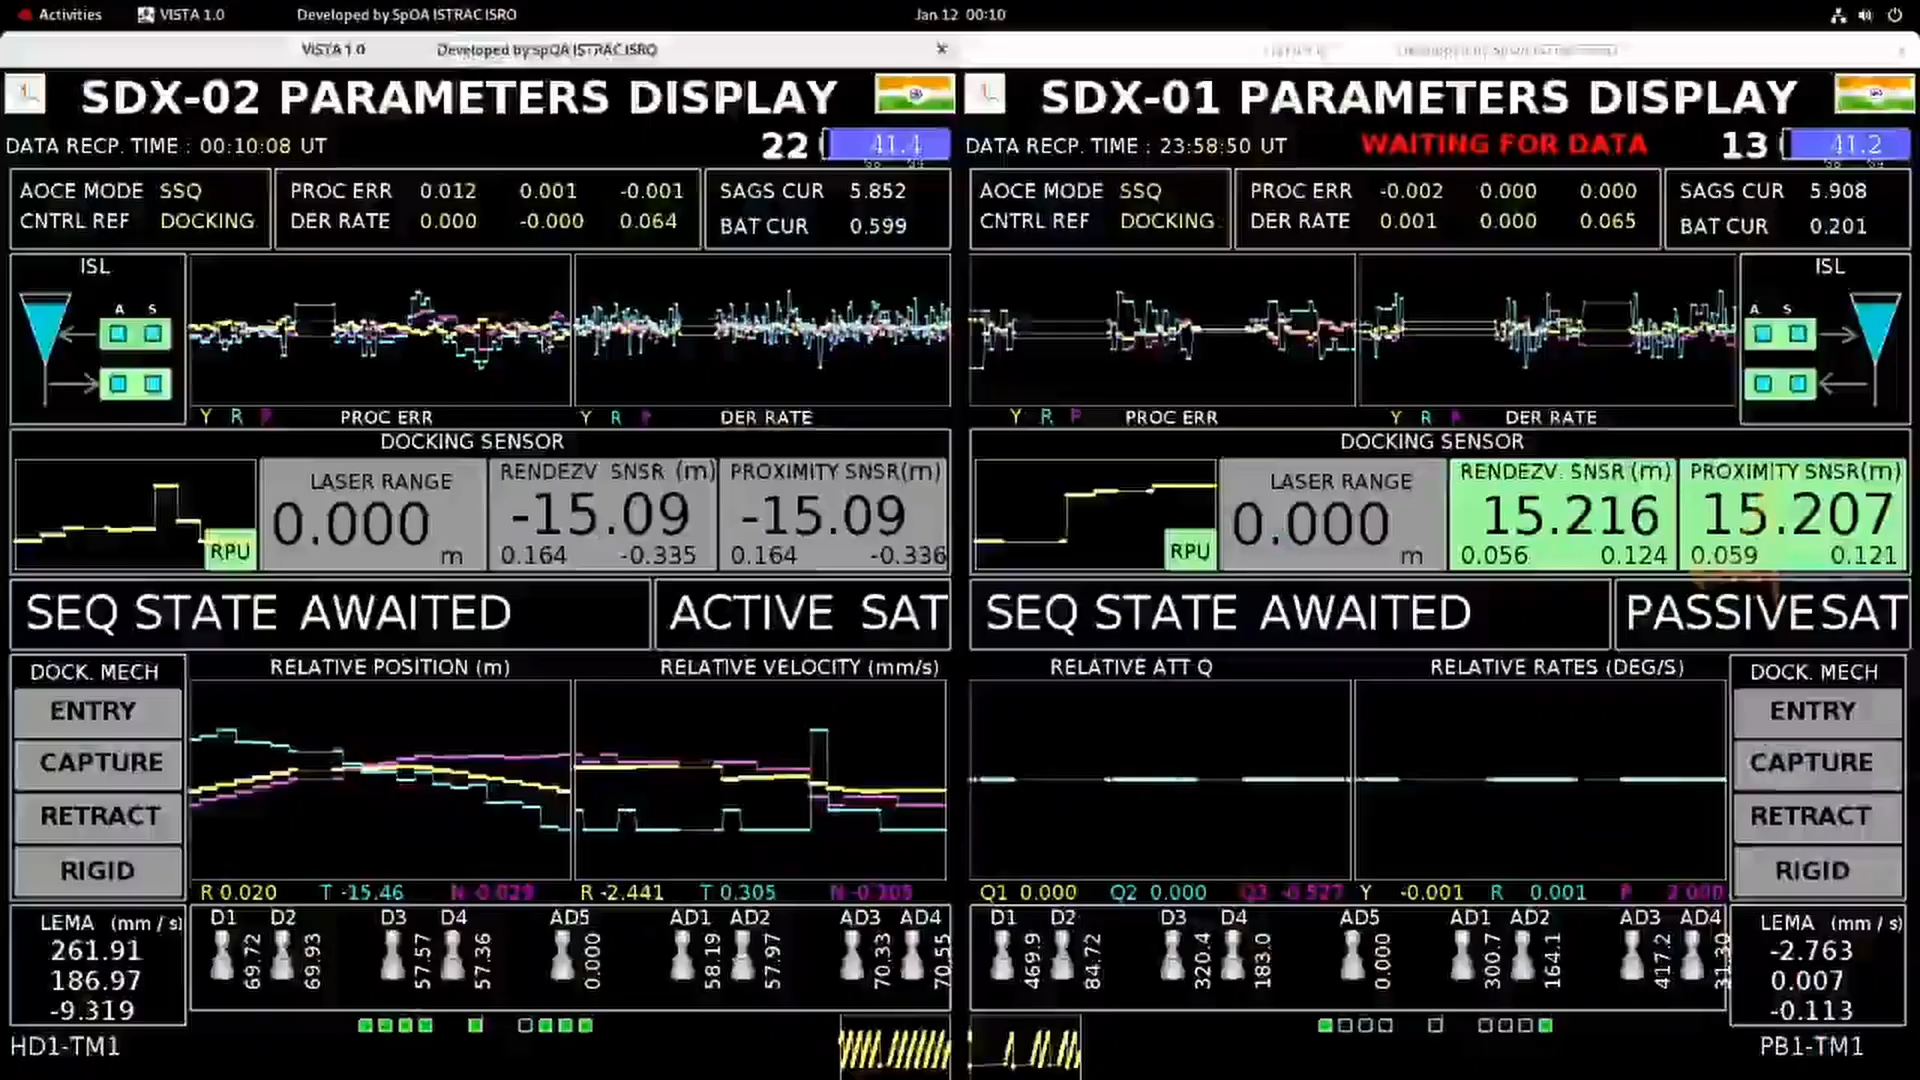 Activities VISTA 1.0 Developed by SpOA ISTRAC ISRO Jan 12 00:10
VISTA 1.0 Developed by SpOA ISTRAC ISRO
SDX-02 PARAMETERS DISPLAY
DATA RECP. TIME : 00:10:08 UT 22 41.4
AOCE MODE SSQ PROC ERR 0.012 0.001 -0.001 SAGS CUR 5.852
CNTRL REF DOCKING DER RATE 0.000 -0.000 0.064 BAT CUR 0.599
ISL
A S
Y R P PROC ERR Y R P DER RATE
DOCKING SENSOR
LASER RANGE RENDEZV SNSR (m) PROXIMITY SNSR(m)
0.000 m -15.09 -15.09
RPU 0.164 -0.335 0.164 -0.336
SEQ STATE AWAITED ACTIVE SAT
DOCK. MECH RELATIVE POSITION (m) RELATIVE VELOCITY (mm/s)
ENTRY
CAPTURE
RETRACT
RIGID
R 0.020 T -15.46 N -0.029 R -2.441 T 0.305
LEMA (mm/s) D1 D2 D3 D4 AD5 AD1 AD2 AD3 AD4
261.91 69.72 69.93 57.57 57.36 0.000 58.19 57.97 70.33 70.55
186.97
-9.319
HD1-TM1
SDX-01 PARAMETERS DISPLAY
DATA RECP. TIME : 23:58:50 UT WAITING FOR DATA 13 41.2
AOCE MODE SSQ PROC ERR -0.002 0.000 0.000 SAGS CUR 5.908
CNTRL REF DOCKING DER RATE 0.001 0.000 0.065 BAT CUR 0.201
ISL
A S
Y R P PROC ERR Y R P DER RATE
DOCKING SENSOR
LASER RANGE RENDEZV. SNSR (m) PROXIMITY SNSR(m)
0.000 m 15.216 15.207
RPU 0.056 0.124 0.059 0.121
SEQ STATE AWAITED PASSIVE SAT
RELATIVE ATT Q RELATIVE RATES (DEG/S) DOCK. MECH
ENTRY
CAPTURE
RETRACT
RIGID
Q1 0.000 Q2 0.000 Q3 Y -0.001 R 0.001 P
D1 D2 D3 D4 AD5 AD1 AD2 AD3 AD4 LEMA (mm/s)
469.9 84.72 320.4 183.0 0.000 300.7 164.1 417.2 31.30 -2.763
0.007
-0.113
PB1-TM1